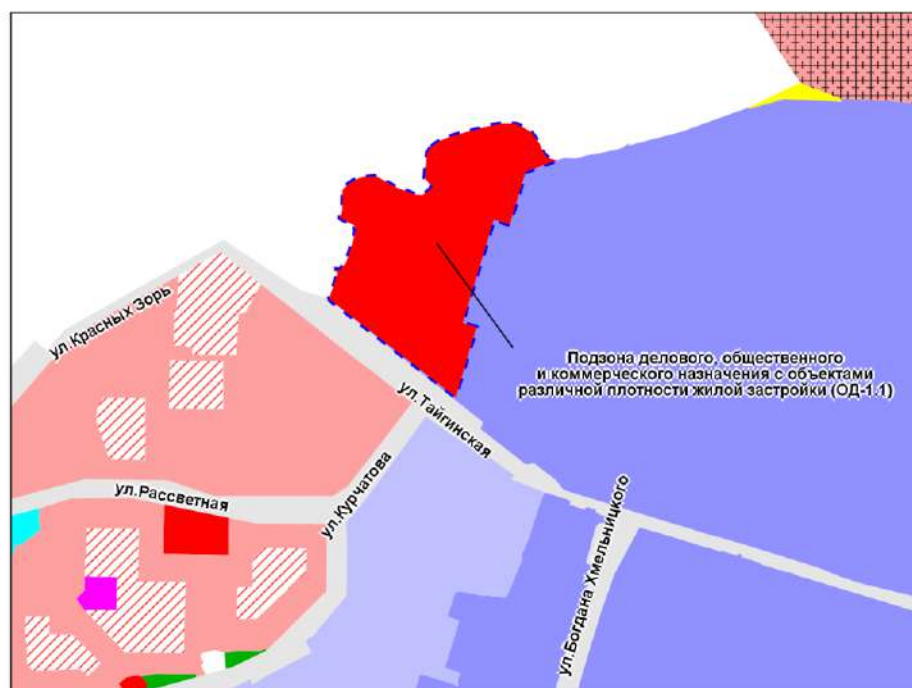 ул.Красных Зорь
Подзона делового, общественного
и коммерческого назначения с объектами
различной плотности жилой застройки (ОД-1.1)
ул.Тайгинская
ул.Рассветная
ул.Курчатова
ул.Богдана Хмельницкого